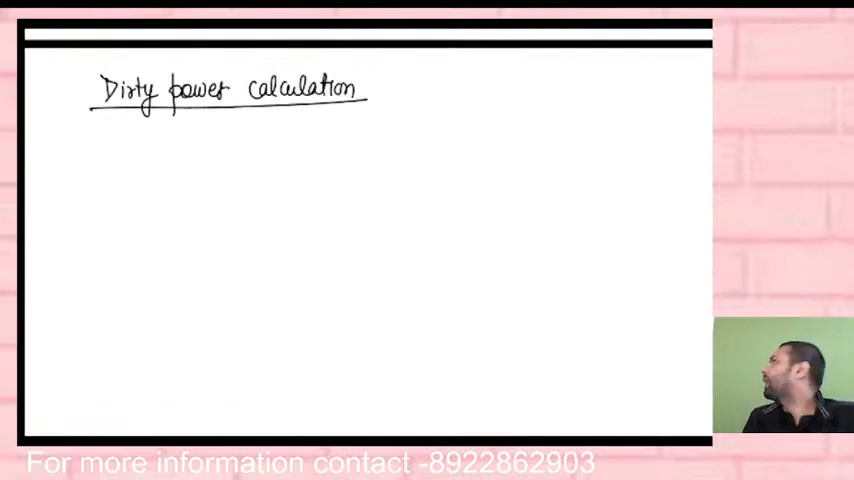 Dirty power calculation
For more information contact -8922862903